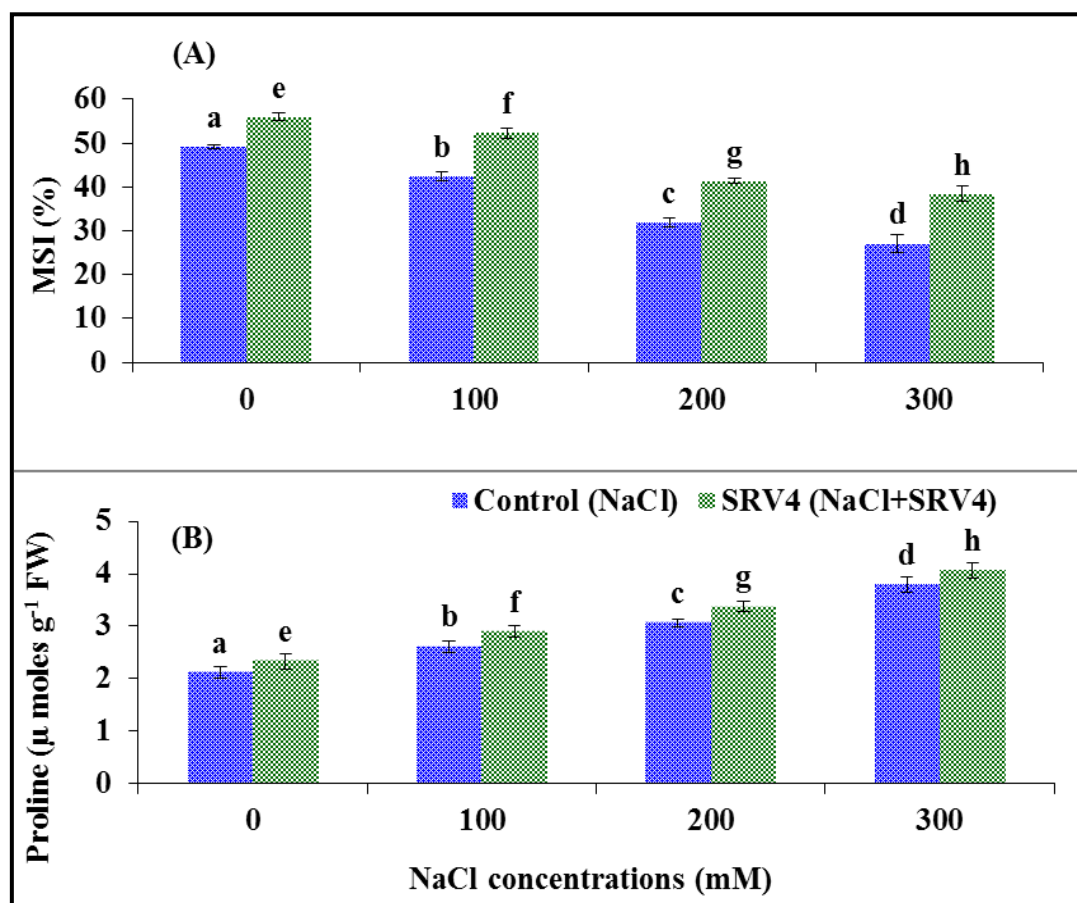 (A)
MSI (%)
60
50
40
30
20
10
0
a
e
b
f
c
g
d
h
0 100 200 300
Control (NaCl) SRV4 (NaCl+SRV4)
(B)
Proline (µ moles g⁻¹ FW)
5
4
3
2
1
0
a
e
b
f
c
g
d
h
0 100 200 300
NaCl concentrations (mM)